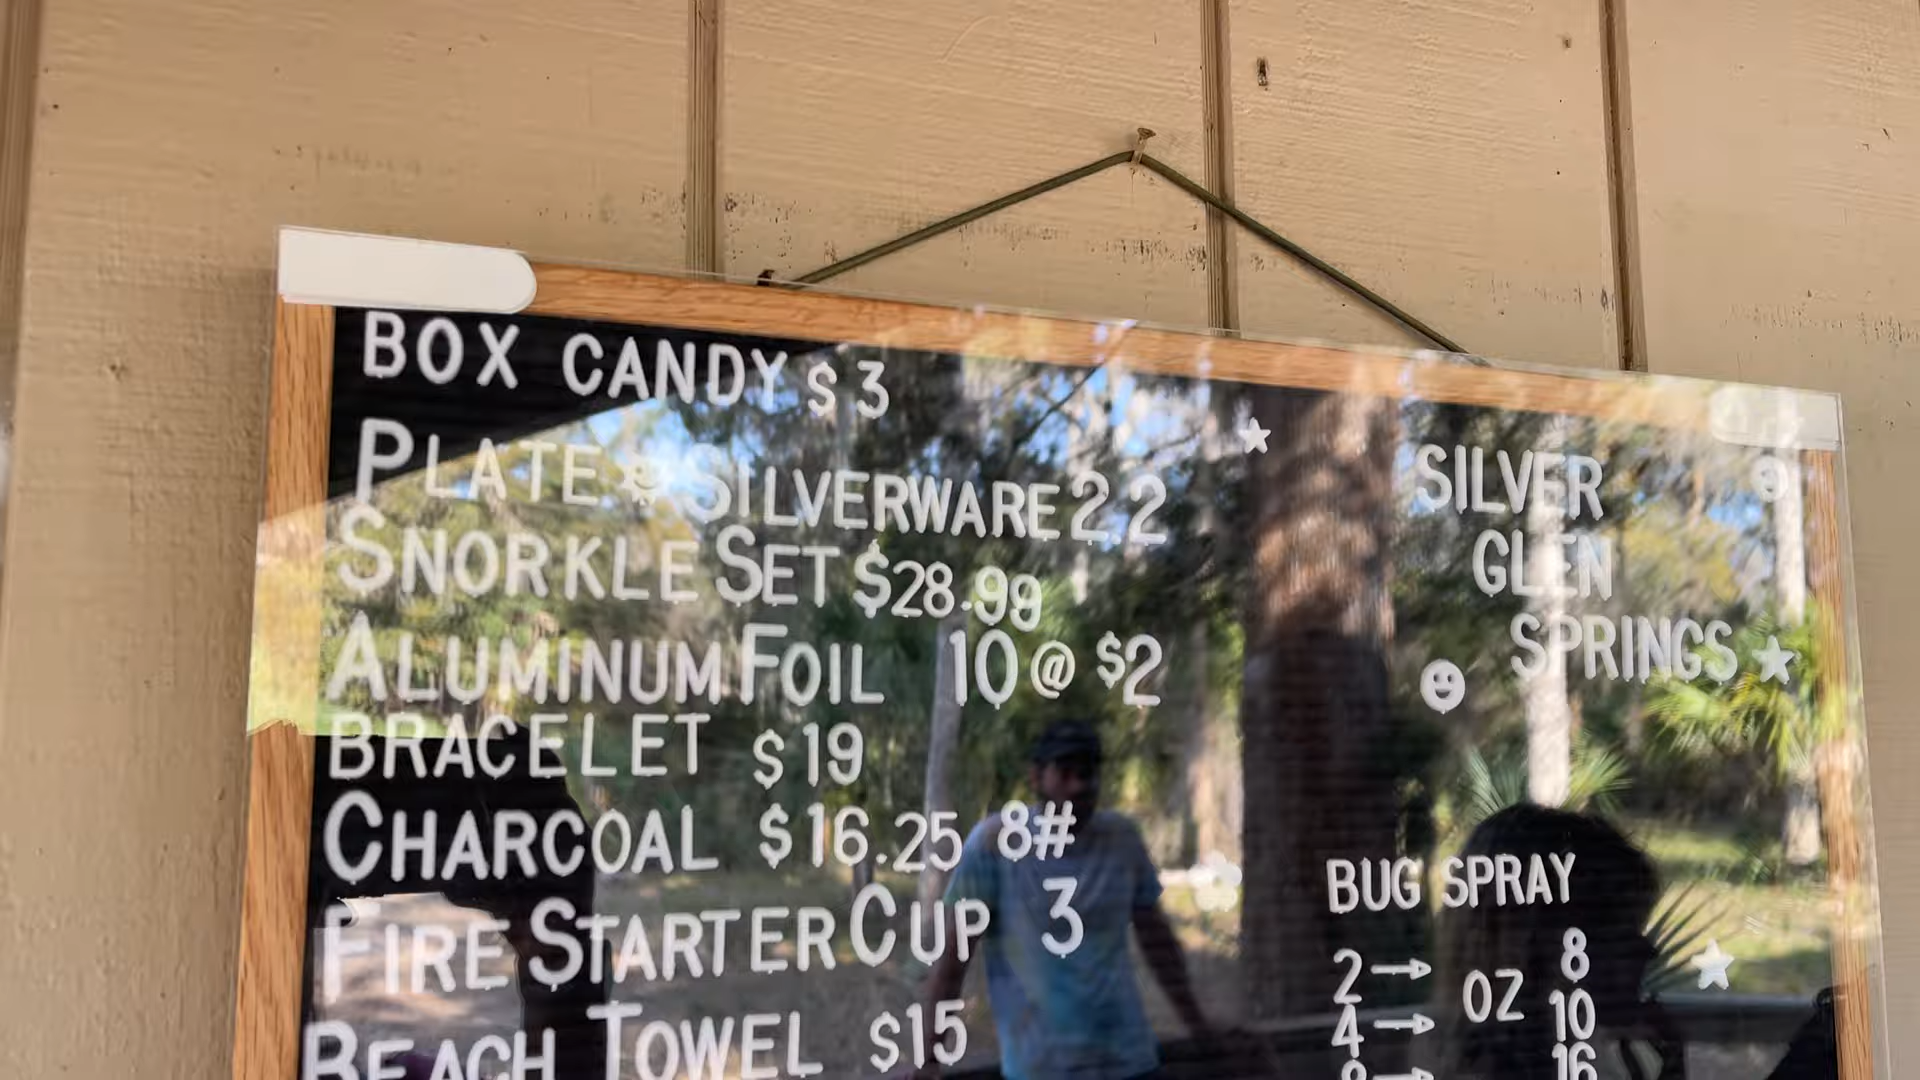 BOX CANDY $3
PLATE SILVERWARE 2.2
SNORKLE SET $28.99
ALUMINUM FOIL 10@ $2
BRACELET $19
CHARCOAL $16.25 8#
FIRE STARTER CUP 3
BEACH TOWEL $15
SILVER
GLEN
SPRINGS
BUG SPRAY
2 → OZ 8
4 → 10
→ 16